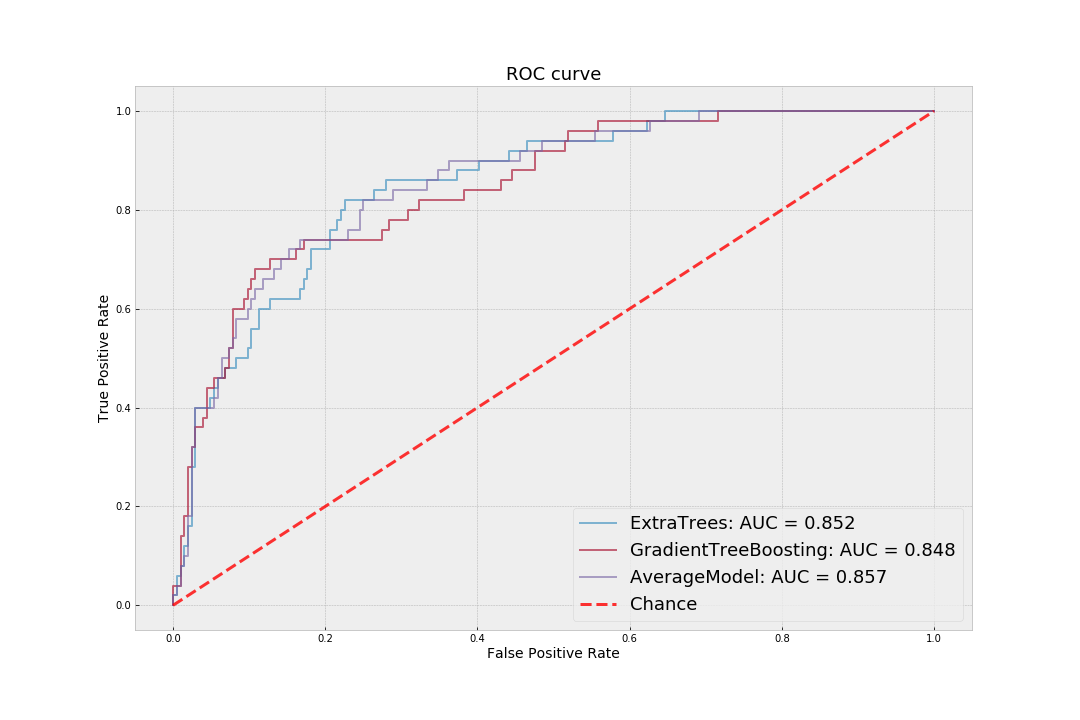 ROC curve
1.0
0.8
0.6
0.4
0.2
0.0
True Positive Rate
0.0 0.2 0.4 0.6 0.8 1.0
False Positive Rate
ExtraTrees: AUC = 0.852
GradientTreeBoosting: AUC = 0.848
AverageModel: AUC = 0.857
Chance